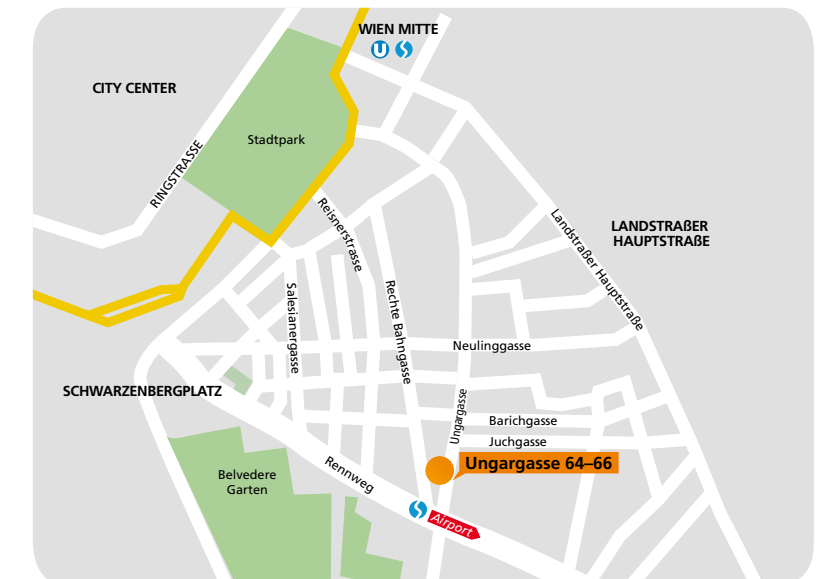 WIEN MITTE
U S
CITY CENTER
Stadtpark
RINGSTRASSE
Reisnerstrasse
LANDSTRAßER
HAUPTSTRAßE
Landstraßer Hauptstraße
Salesianergasse
Rechte Bahngasse
Neulinggasse
SCHWARZENBERGPLATZ
Ungargasse
Barichgasse
Juchgasse
Ungargasse 64–66
Belvedere
Garten
Rennweg
S Airport